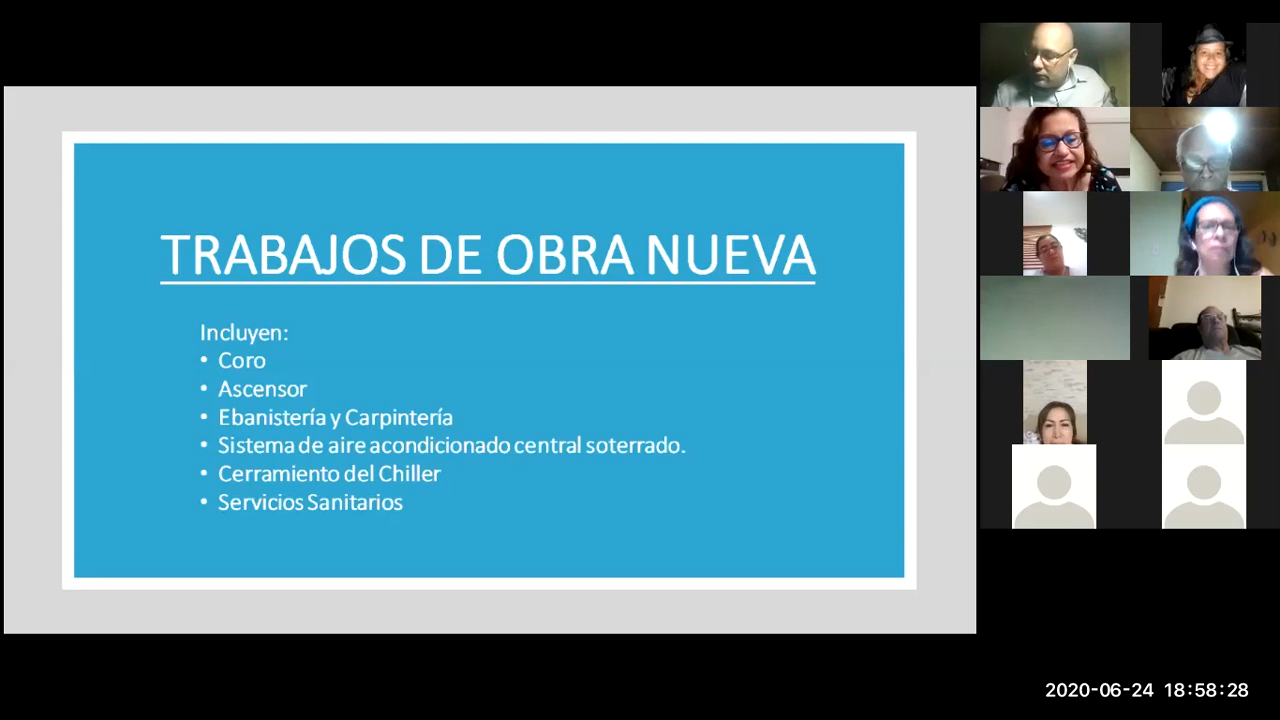 TRABAJOS DE OBRA NUEVA
Incluyen:
• Coro
• Ascensor
• Ebanistería y Carpintería
• Sistema de aire acondicionado central soterrado.
• Cerramiento del Chiller
• Servicios Sanitarios
2020-06-24 18:58:28